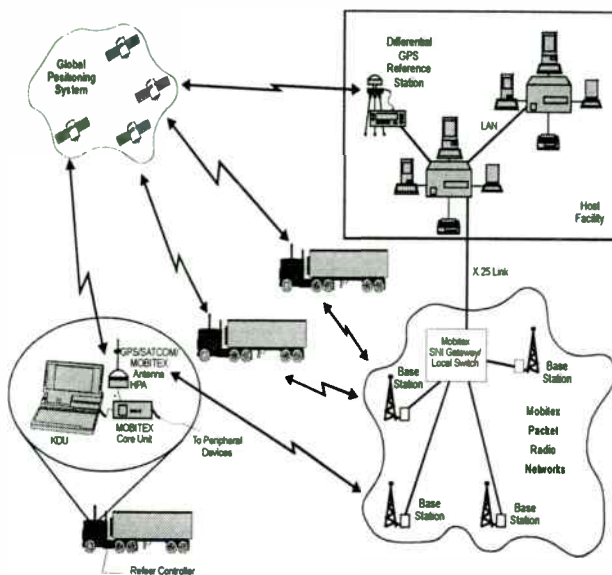 Global
Positioning
System
Differential
GPS
Reference
Station
LAN
Host
Facility
X 25 Link
Mobitex
SNI Gateway/
Local Switch
Base
Station
Base
Station
Mobitex
Packet
Radio
Networks
Base
Station
Base
Station
GPS/SATCOM/
MOBITEX
Antenna
HPA
KDU
MOBITEX
Core Unit
To Peripheral
Devices
Refeer Controller